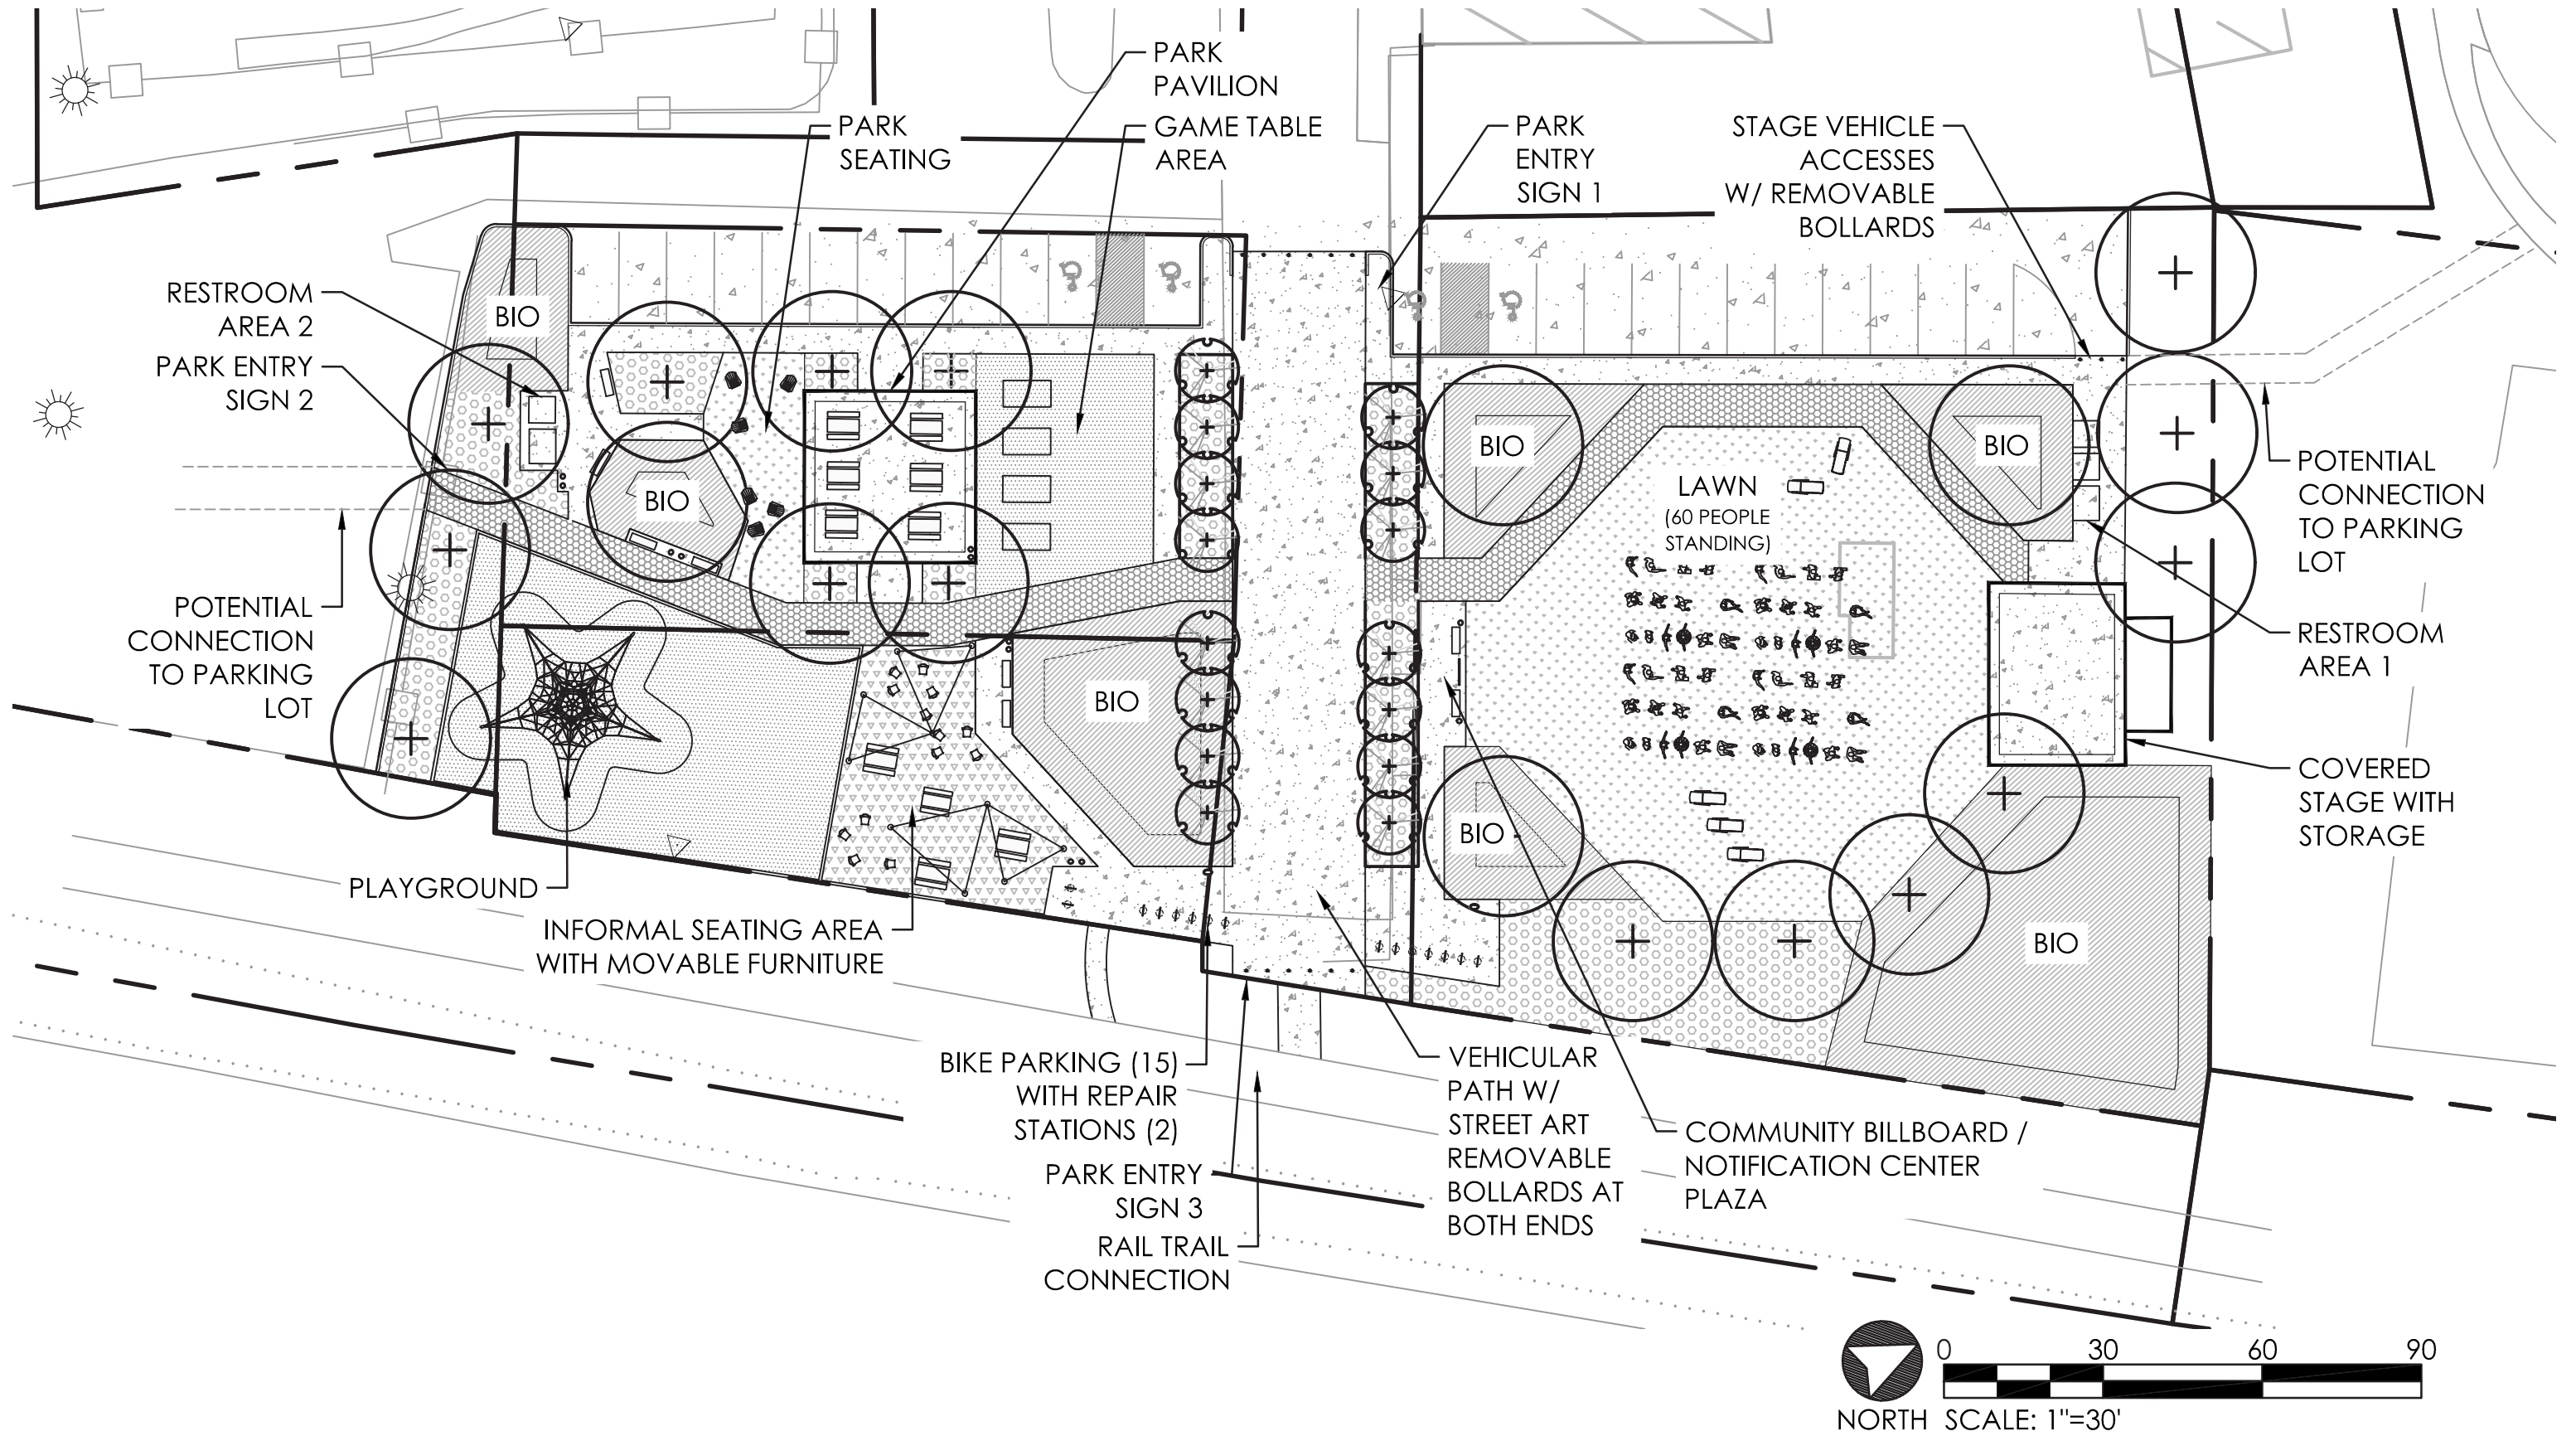 PARK
PAVILION
PARK
SEATING
GAME TABLE
AREA
PARK
ENTRY
SIGN 1
STAGE VEHICLE
ACCESSES
W/ REMOVABLE
BOLLARDS
RESTROOM
AREA 2
PARK ENTRY
SIGN 2
BIO
BIO
BIO
BIO
LAWN
(60 PEOPLE
STANDING)
POTENTIAL
CONNECTION
TO PARKING
LOT
POTENTIAL
CONNECTION
TO PARKING
LOT
RESTROOM
AREA 1
BIO
BIO
COVERED
STAGE WITH
STORAGE
PLAYGROUND
INFORMAL SEATING AREA
WITH MOVABLE FURNITURE
BIO
BIKE PARKING (15)
WITH REPAIR
STATIONS (2)
PARK ENTRY
SIGN 3
RAIL TRAIL
CONNECTION
VEHICULAR
PATH W/
STREET ART
REMOVABLE
BOLLARDS AT
BOTH ENDS
COMMUNITY BILLBOARD /
NOTIFICATION CENTER
PLAZA
0 30 60 90
NORTH SCALE: 1"=30'